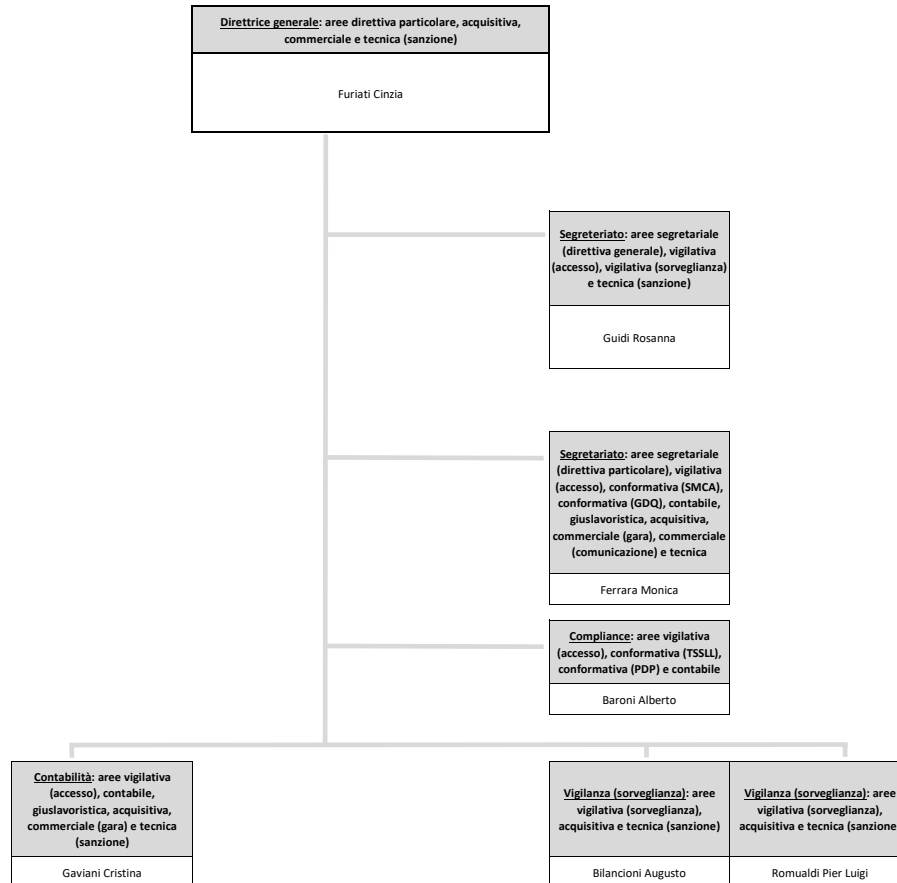 Direttrice generale: aree direttiva particolare, acquisitiva,
commerciale e tecnica (sanzione)
Furiati Cinzia
Segreteriato: aree segretariale
(direttiva generale), vigilativa
(accesso), vigilativa (sorveglianza)
e tecnica (sanzione)
Guidi Rosanna
Segretariato: aree segretariale
(direttiva particolare), vigilativa
(accesso), conformativa (SMCA),
conformativa (GDQ), contabile,
giuslavoristica, acquisitiva,
commerciale (gara), commerciale
(comunicazione) e tecnica
Ferrara Monica
Compliance: aree vigilativa
(accesso), conformativa (TSSLL),
conformativa (PDP) e contabile
Baroni Alberto
Contabilità: aree vigilativa
(accesso), contabile,
giuslavoristica, acquisitiva,
commerciale (gara) e tecnica
(sanzione)
Gaviani Cristina
Vigilanza (sorveglianza): aree
vigilativa (sorveglianza),
acquisitiva e tecnica (sanzione)
Bilancioni Augusto
Vigilanza (sorveglianza): aree
vigilativa (sorveglianza),
acquisitiva e tecnica (sanzione
Romualdi Pier Luigi